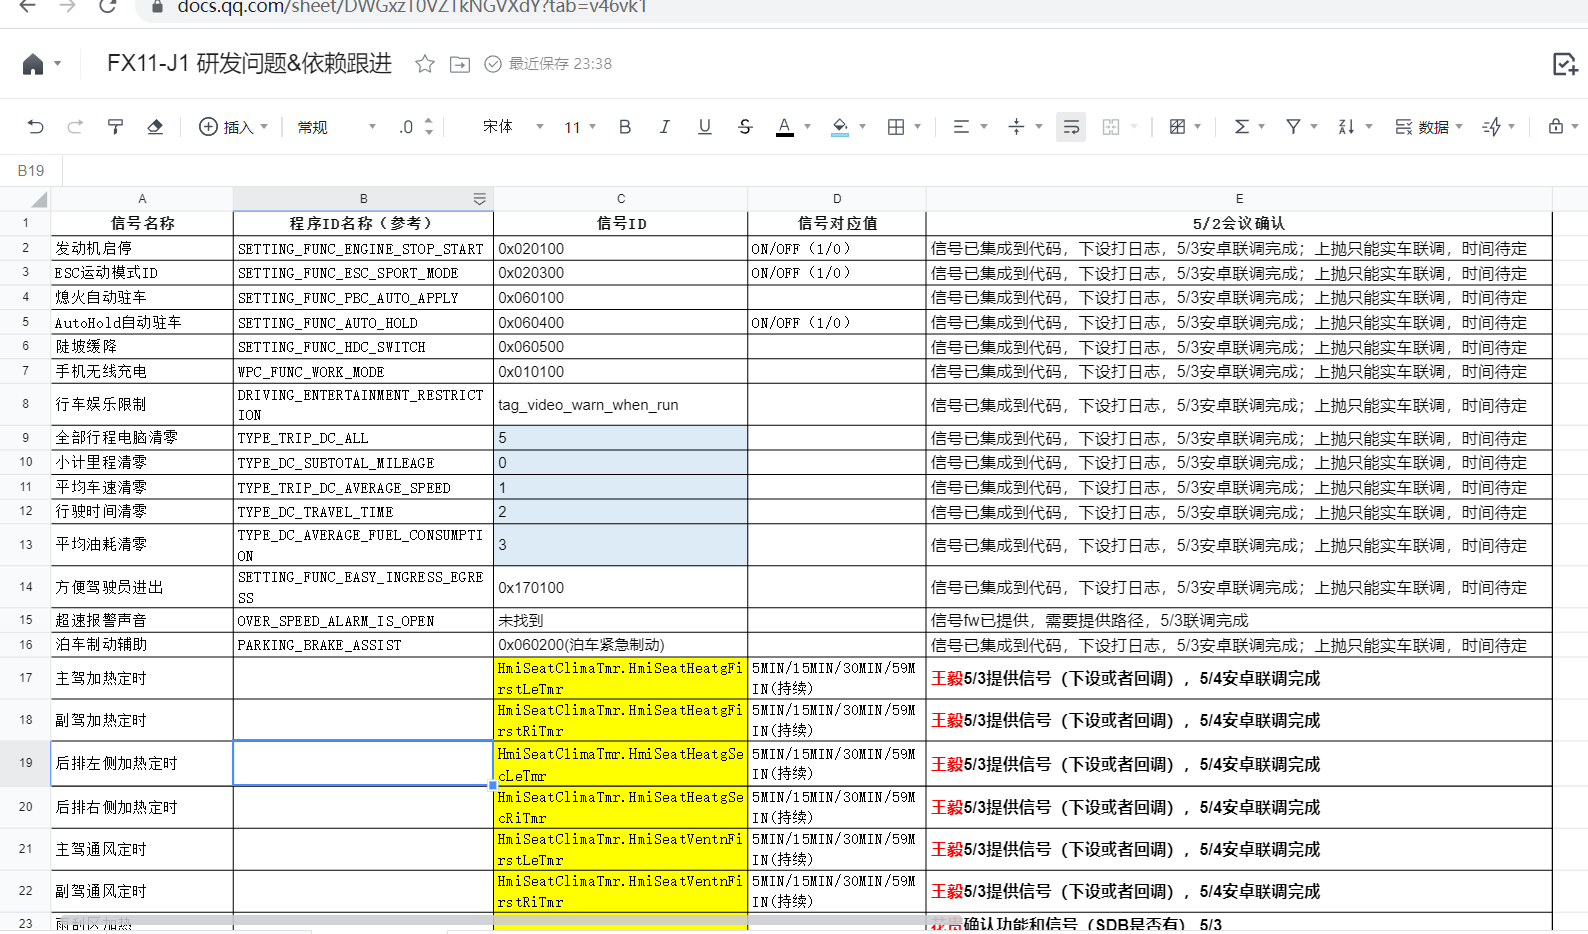 docs.qq.com/sheet/DWGxzT0VZTkNGVXdY?tab=v46vk1
FX11-J1 研发问题&依赖跟进 最近保存 23:38
插入 常规 .0 宋体 11 B I U S A Σ 数据
B19
A B C D E
1 信号名称 程序ID名称（参考） 信号ID 信号对应值 5/2会议确认
2 发动机启停 SETTING_FUNC_ENGINE_STOP_START 0x020100 ON/OFF（1/0） 信号已集成到代码，下设打日志，5/3安卓联调完成；上抛只能实车联调，时间待定
3 ESC运动模式ID SETTING_FUNC_ESC_SPORT_MODE 0x020300 ON/OFF（1/0） 信号已集成到代码，下设打日志，5/3安卓联调完成；上抛只能实车联调，时间待定
4 熄火自动驻车 SETTING_FUNC_PBC_AUTO_APPLY 0x060100 信号已集成到代码，下设打日志，5/3安卓联调完成；上抛只能实车联调，时间待定
5 AutoHold自动驻车 SETTING_FUNC_AUTO_HOLD 0x060400 ON/OFF（1/0） 信号已集成到代码，下设打日志，5/3安卓联调完成；上抛只能实车联调，时间待定
6 陡坡缓降 SETTING_FUNC_HDC_SWITCH 0x060500 信号已集成到代码，下设打日志，5/3安卓联调完成；上抛只能实车联调，时间待定
7 手机无线充电 WPC_FUNC_WORK_MODE 0x010100 信号已集成到代码，下设打日志，5/3安卓联调完成；上抛只能实车联调，时间待定
8 行车娱乐限制 DRIVING_ENTERTAINMENT_RESTRICT
ION tag_video_warn_when_run 信号已集成到代码，下设打日志，5/3安卓联调完成；上抛只能实车联调，时间待定
9 全部行程电脑清零 TYPE_TRIP_DC_ALL 5 信号已集成到代码，下设打日志，5/3安卓联调完成；上抛只能实车联调，时间待定
10 小计里程清零 TYPE_DC_SUBTOTAL_MILEAGE 0 信号已集成到代码，下设打日志，5/3安卓联调完成；上抛只能实车联调，时间待定
11 平均车速清零 TYPE_TRIP_DC_AVERAGE_SPEED 1 信号已集成到代码，下设打日志，5/3安卓联调完成；上抛只能实车联调，时间待定
12 行驶时间清零 TYPE_DC_TRAVEL_TIME 2 信号已集成到代码，下设打日志，5/3安卓联调完成；上抛只能实车联调，时间待定
13 平均油耗清零 TYPE_DC_AVERAGE_FUEL_CONSUMPTI
ON 3 信号已集成到代码，下设打日志，5/3安卓联调完成；上抛只能实车联调，时间待定
14 方便驾驶员进出 SETTING_FUNC_EASY_INGRESS_EGRE
SS 0x170100 信号已集成到代码，下设打日志，5/3安卓联调完成；上抛只能实车联调，时间待定
15 超速报警声音 OVER_SPEED_ALARM_IS_OPEN 未找到 信号fw已提供，需要提供路径，5/3联调完成
16 泊车制动辅助 PARKING_BRAKE_ASSIST 0x060200(泊车紧急制动) 信号已集成到代码，下设打日志，5/3安卓联调完成；上抛只能实车联调，时间待定
17 主驾加热定时 HmiSeatClimaTmr.HmiSeatHeatgFi 5MIN/15MIN/30MIN/59M 王毅5/3提供信号（下设或者回调），5/4安卓联调完成
rstLeTmr IN(持续)
18 副驾加热定时 HmiSeatClimaTmr.HmiSeatHeatgFi 5MIN/15MIN/30MIN/59M 王毅5/3提供信号（下设或者回调），5/4安卓联调完成
rstRiTmr IN(持续)
19 后排左侧加热定时 HmiSeatClimaTmr.HmiSeatHeatgSe 5MIN/15MIN/30MIN/59M 王毅5/3提供信号（下设或者回调），5/4安卓联调完成
cLeTmr IN(持续)
20 后排右侧加热定时 HmiSeatClimaTmr.HmiSeatHeatgSe 5MIN/15MIN/30MIN/59M 王毅5/3提供信号（下设或者回调），5/4安卓联调完成
cRiTmr IN(持续)
21 主驾通风定时 HmiSeatClimaTmr.HmiSeatVentnFi 5MIN/15MIN/30MIN/59M 王毅5/3提供信号（下设或者回调），5/4安卓联调完成
rstLeTmr IN(持续)
22 副驾通风定时 HmiSeatClimaTmr.HmiSeatVentnFi 5MIN/15MIN/30MIN/59M 王毅5/3提供信号（下设或者回调），5/4安卓联调完成
rstRiTmr IN(持续)
23 雨刮区加热 确认功能和信号（SDB是否有） 5/3